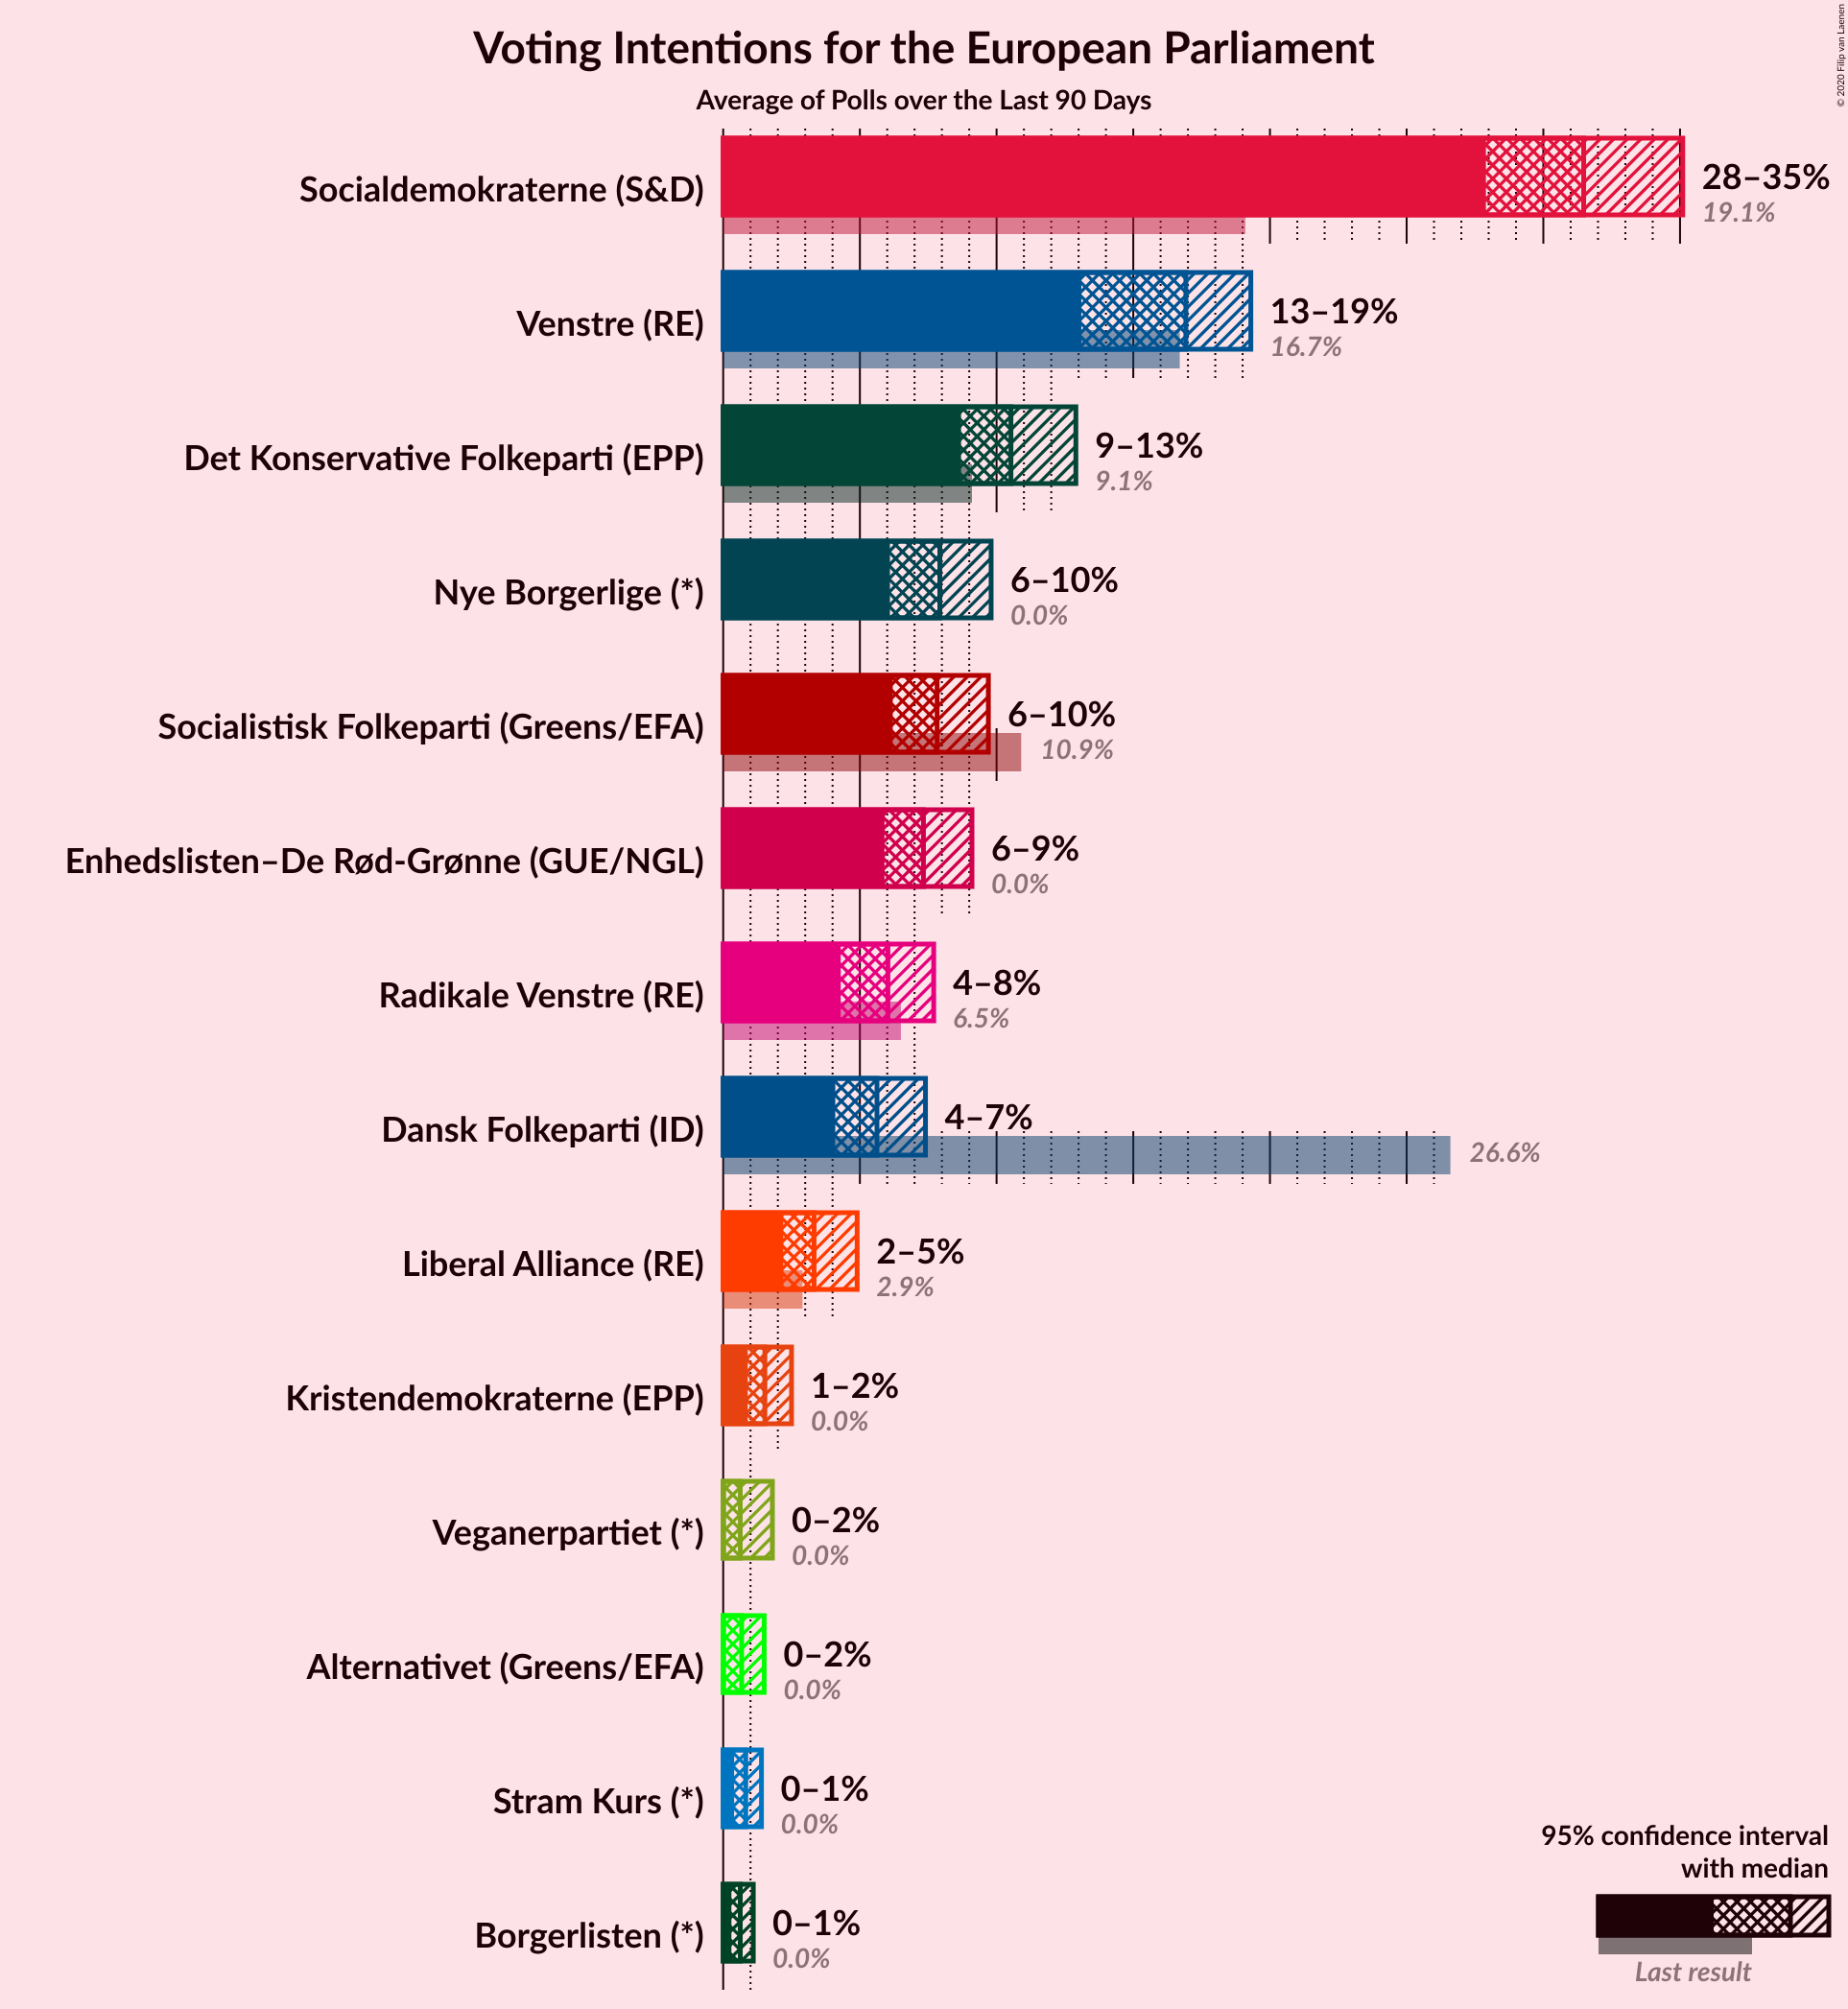 Voting Intentions for the European Parliament
Average of Polls over the Last 90 Days
© 2020 Filip van Laenen
Socialdemokraterne (S&D)
28–35%
19.1%
Venstre (RE)
13–19%
16.7%
Det Konservative Folkeparti (EPP)
9–13%
9.1%
Nye Borgerlige (*)
6–10%
0.0%
Socialistisk Folkeparti (Greens/EFA)
6–10%
10.9%
Enhedslisten–De Rød-Grønne (GUE/NGL)
6–9%
0.0%
Radikale Venstre (RE)
4–8%
6.5%
Dansk Folkeparti (ID)
4–7%
26.6%
Liberal Alliance (RE)
2–5%
2.9%
Kristendemokraterne (EPP)
1–2%
0.0%
Veganerpartiet (*)
0–2%
0.0%
Alternativet (Greens/EFA)
0–2%
0.0%
Stram Kurs (*)
0–1%
0.0%
Borgerlisten (*)
0–1%
0.0%
95% confidence interval
with median
Last result